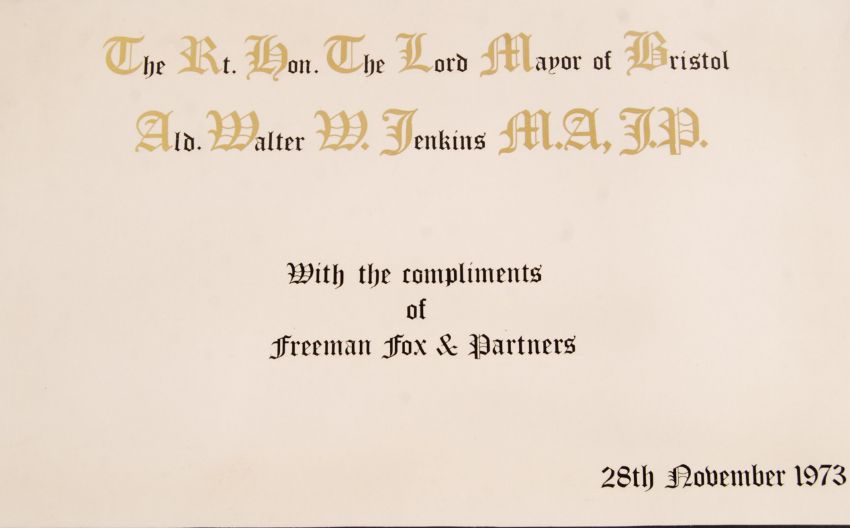 The Rt. Hon. The Lord Mayor of Bristol
Ald. Walter W. Jenkins M.A, J.P.
With the compliments
of
Freeman Fox & Partners
28th November 1973